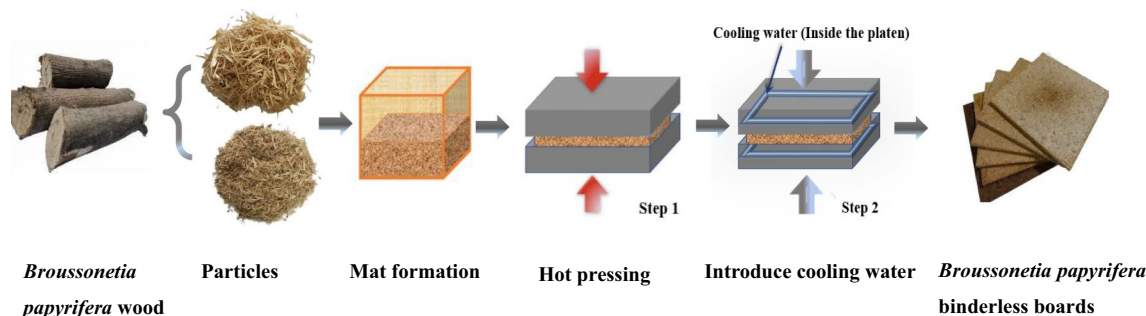 Cooling water (Inside the platen)
Step 1
Step 2
Broussonetia
papyrifera wood
Particles
Mat formation
Hot pressing
Introduce cooling water
Broussonetia papyrifera
binderless boards